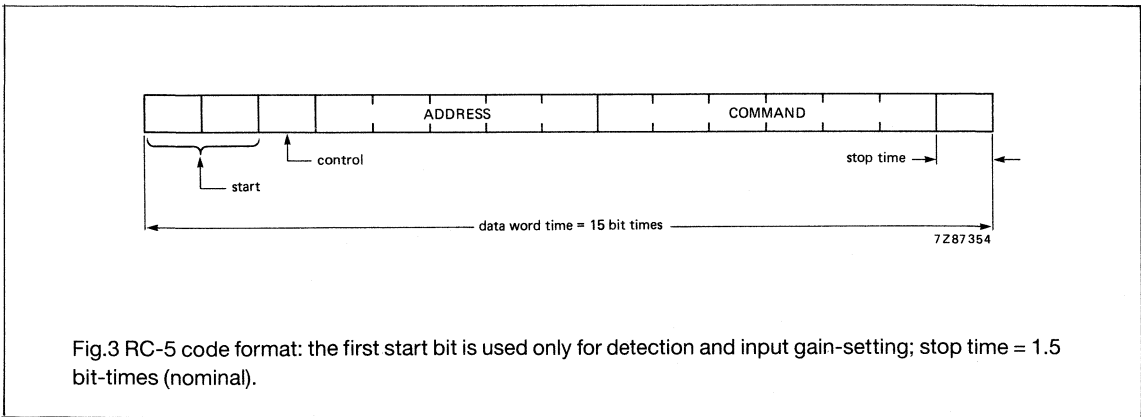 ADDRESS
COMMAND
control
start
stop time
data word time = 15 bit times
7Z87354
Fig.3 RC-5 code format: the first start bit is used only for detection and input gain-setting; stop time = 1.5
bit-times (nominal).